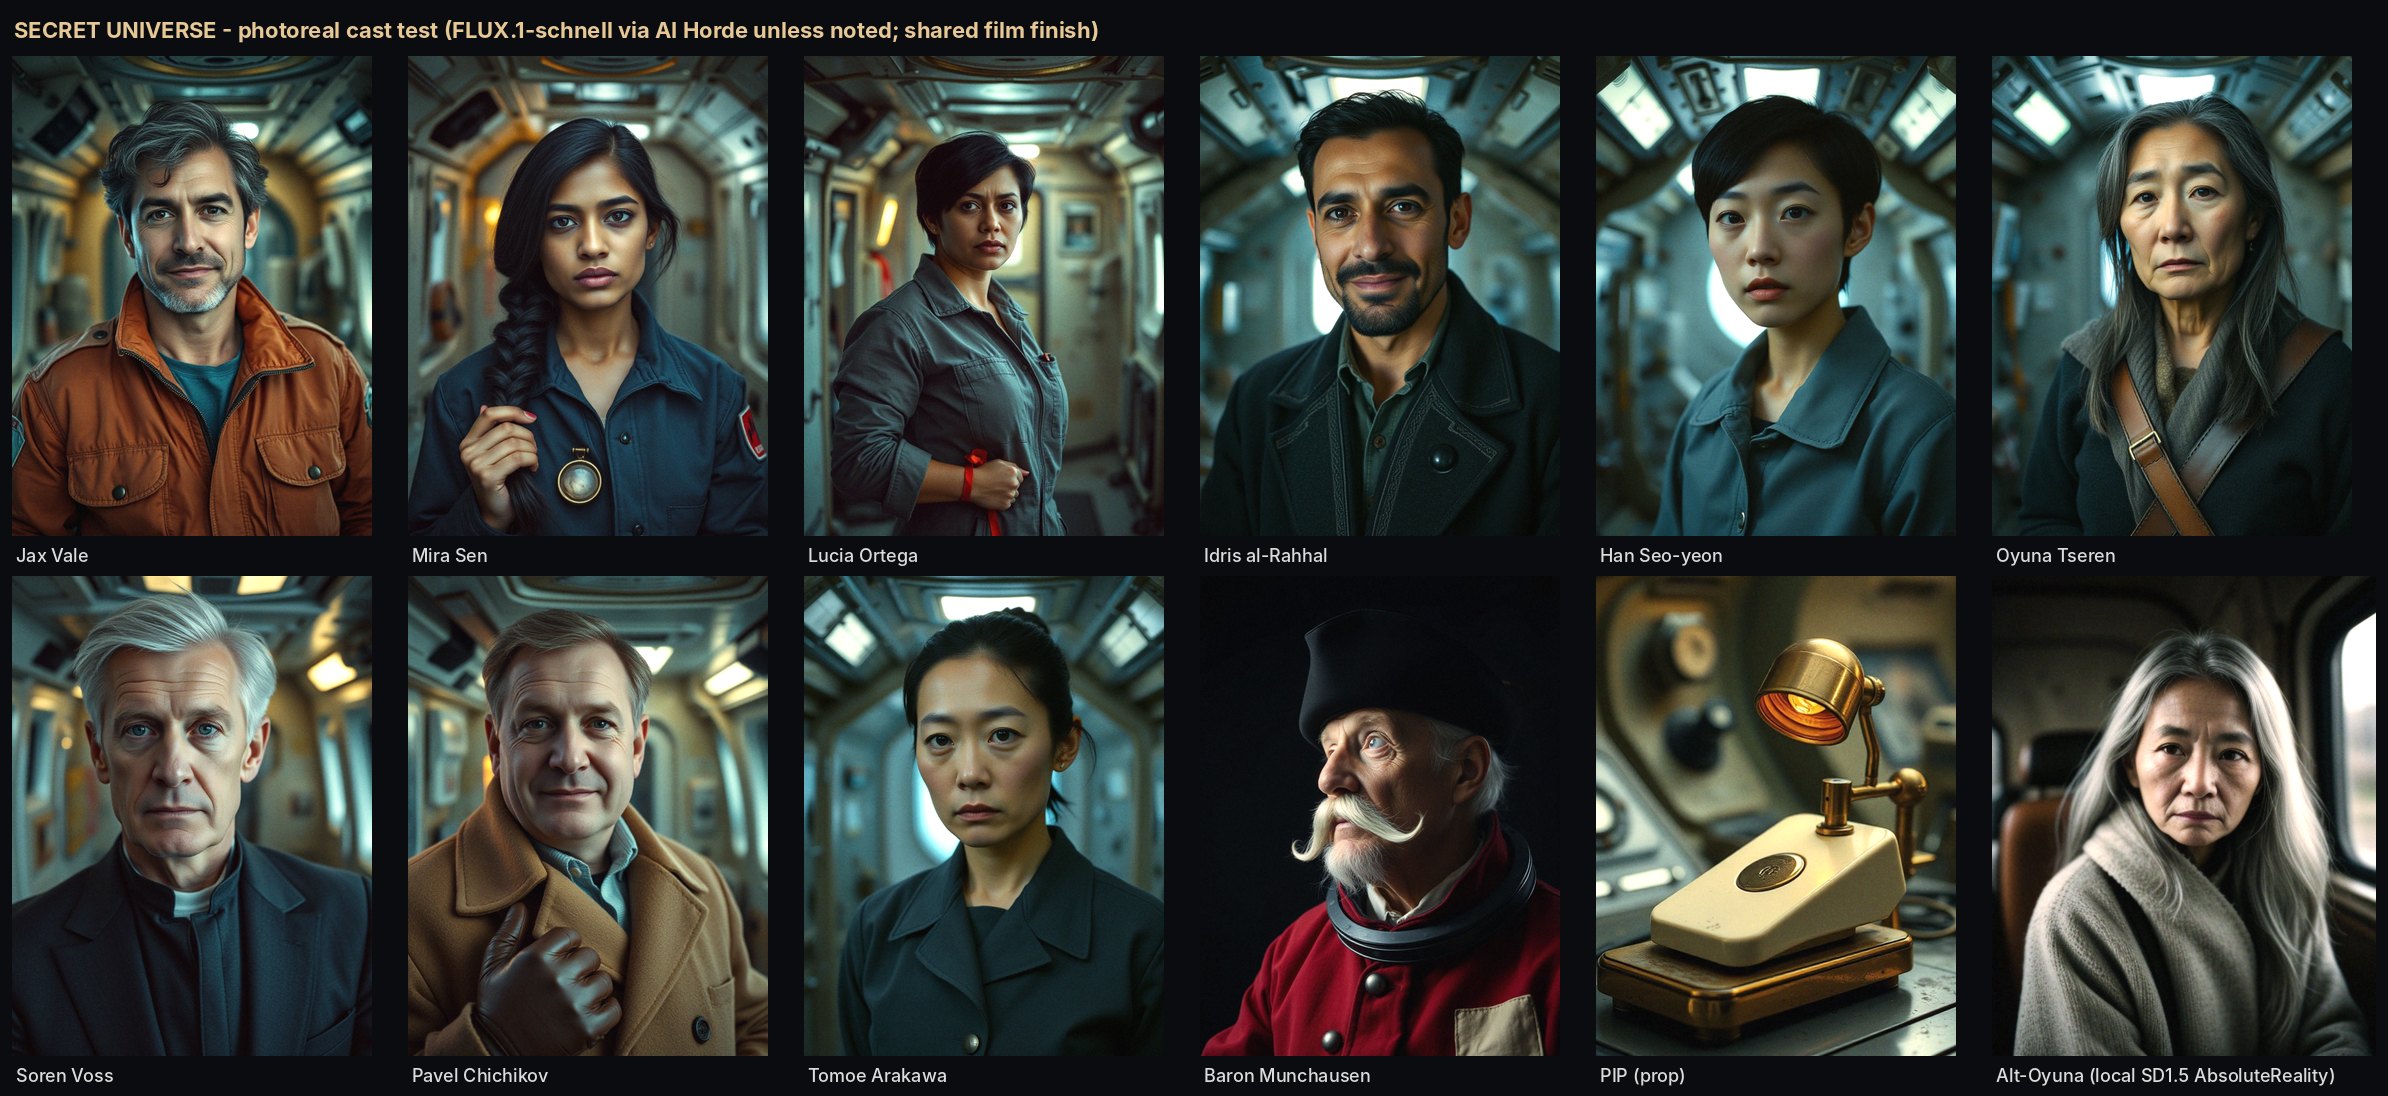 SECRET UNIVERSE - photoreal cast test (FLUX.1-schnell via AI Horde unless noted; shared film finish)
Jax Vale
Mira Sen
Lucia Ortega
Idris al-Rahhal
Han Seo-yeon
Oyuna Tseren
Soren Voss
Pavel Chichikov
Tomoe Arakawa
Baron Munchausen
PIP (prop)
Alt-Oyuna (local SD1.5 AbsoluteReality)